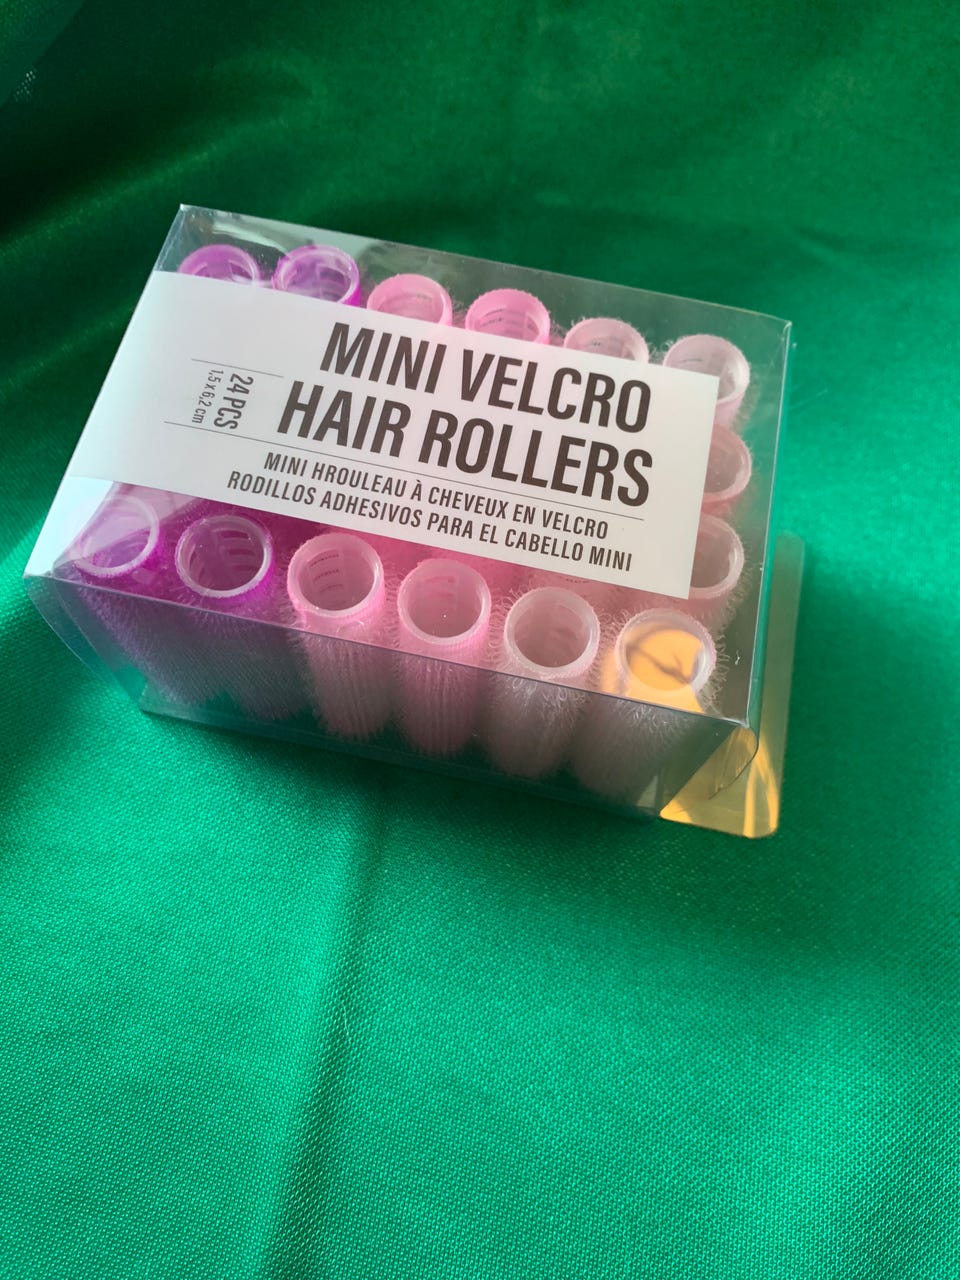 MINI VELCRO
HAIR ROLLERS
24 PCS
1,5 x 6,2 cm
MINI HROULEAU À CHEVEUX EN VELCRO
RODILLOS ADHESIVOS PARA EL CABELLO MINI